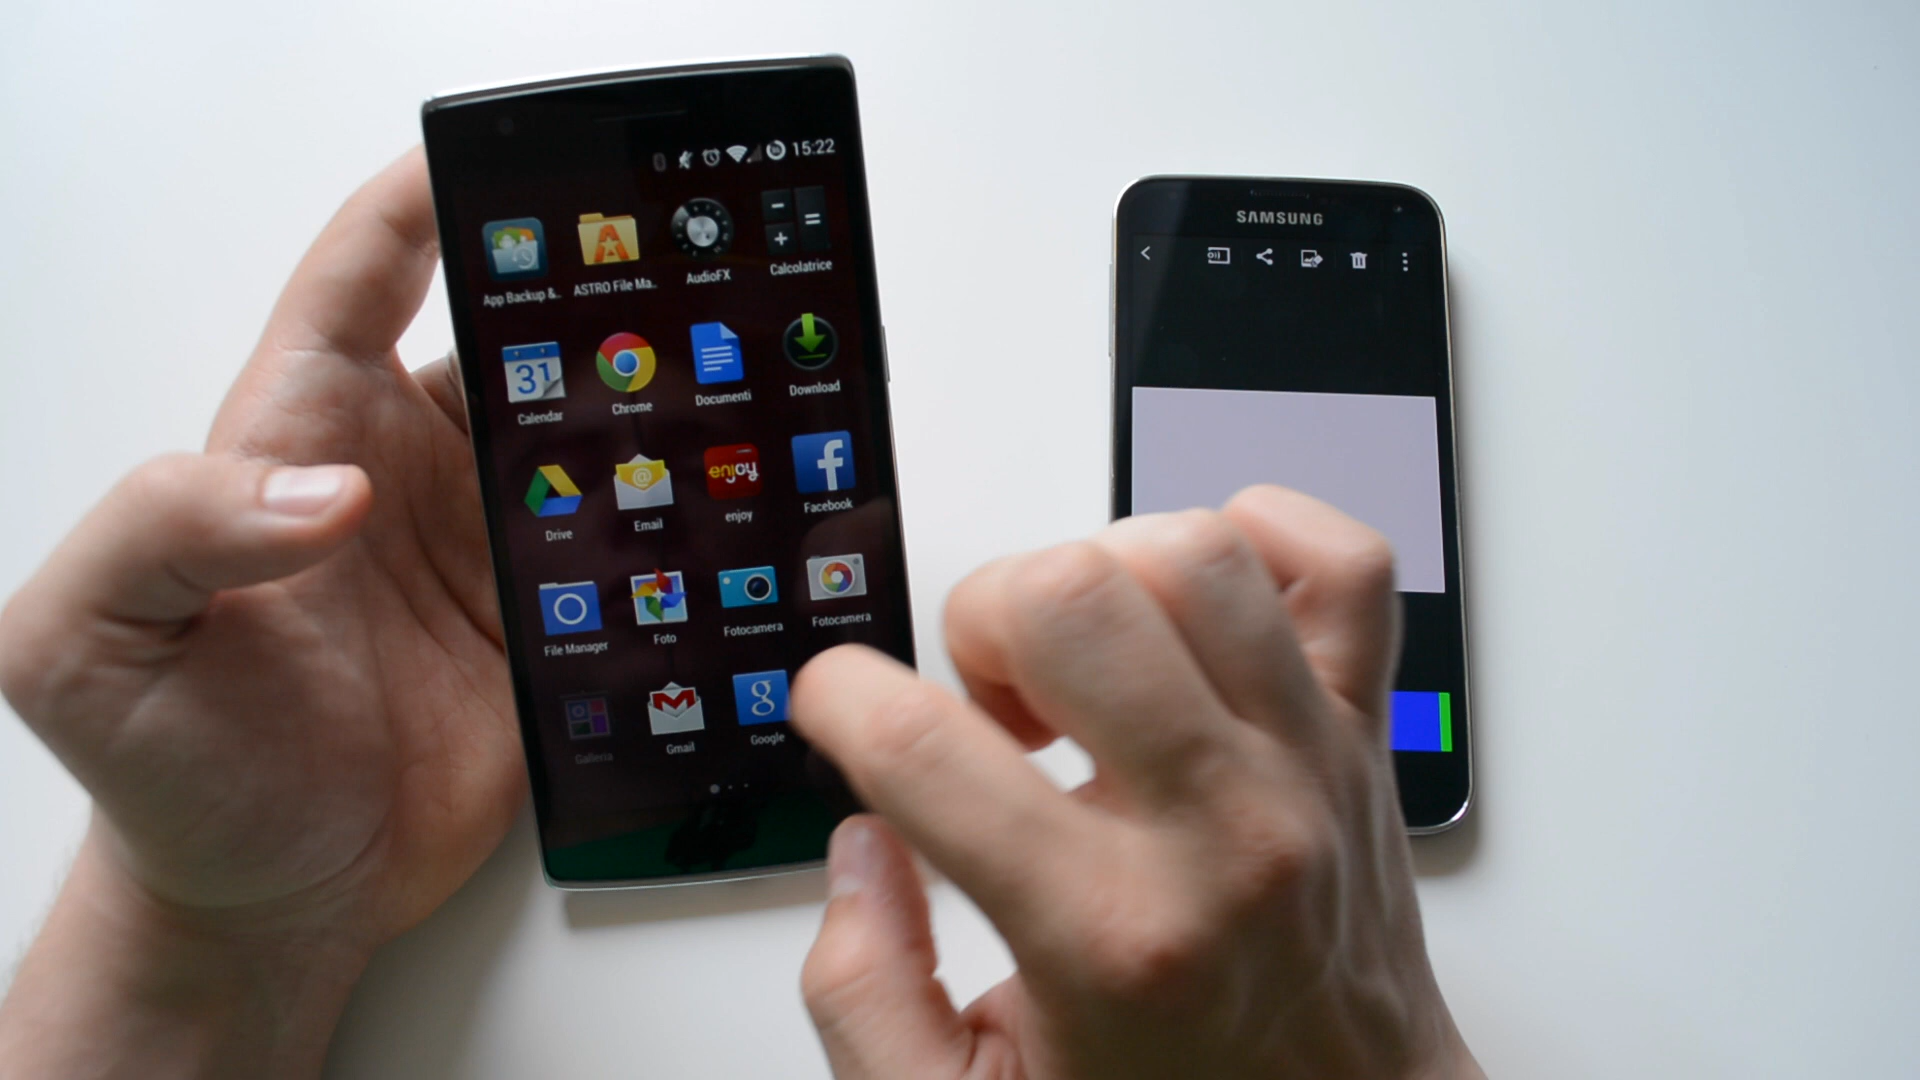 15:22
App Backup &..
ASTRO File Ma..
AudioFX
Calcolatrice
31
Calendar
Chrome
Documenti
Download
enjoy
f
Drive
Email
enjoy
Facebook
File Manager
Foto
Fotocamera
Fotocamera
g
Galleria
Gmail
Google
SAMSUNG